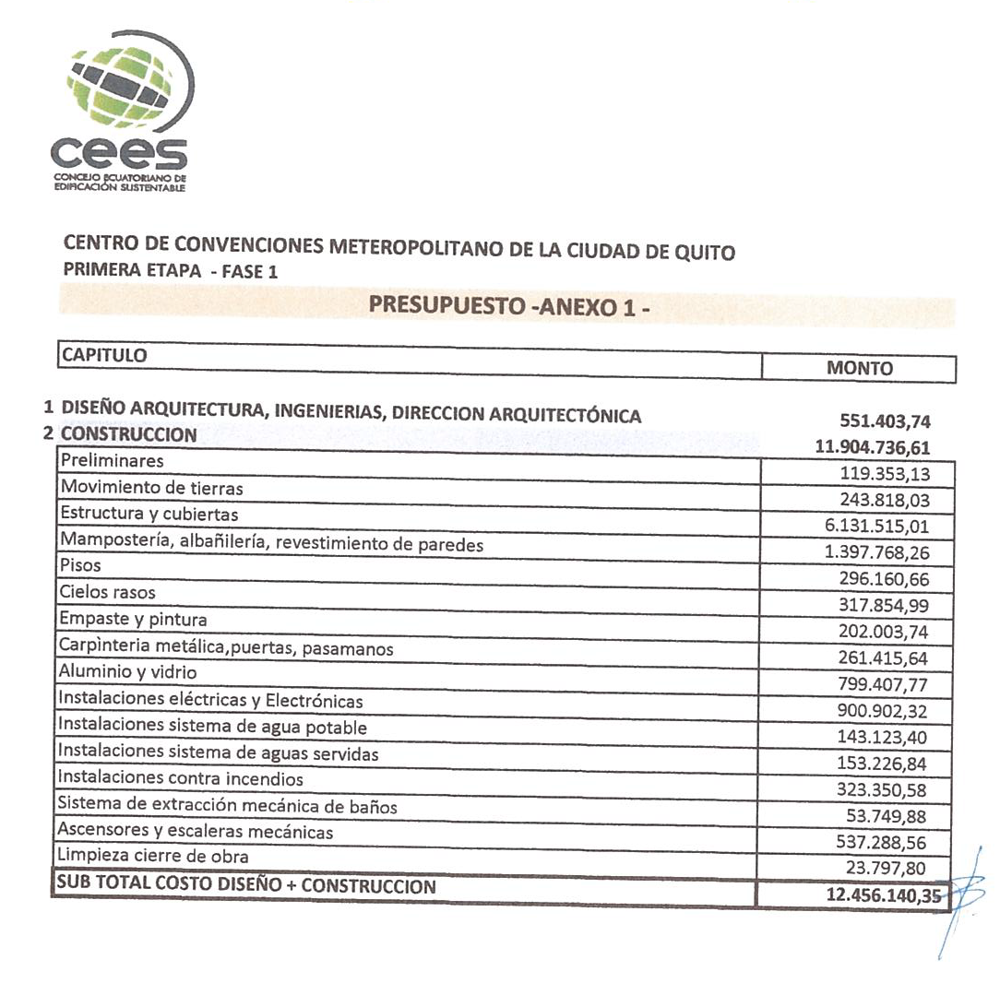 cees
CONCEJO ECUATORIANO DE
EDIFICACIÓN SUSTENTABLE
CENTRO DE CONVENCIONES METEROPOLITANO DE LA CIUDAD DE QUITO
PRIMERA ETAPA - FASE 1
PRESUPUESTO -ANEXO 1 -
CAPITULO MONTO
1 DISEÑO ARQUITECTURA, INGENIERIAS, DIRECCION ARQUITECTÓNICA 551.403,74
2 CONSTRUCCION 11.904.736,61
Preliminares 119.353,13
Movimiento de tierras 243.818,03
Estructura y cubiertas 6.131.515,01
Mampostería, albañilería, revestimiento de paredes 1.397.768,26
Pisos 296.160,66
Cielos rasos 317.854,99
Empaste y pintura 202.003,74
Carpìnteria metálica,puertas, pasamanos 261.415,64
Aluminio y vidrio 799.407,77
Instalaciones eléctricas y Electrónicas 900.902,32
Instalaciones sistema de agua potable 143.123,40
Instalaciones sistema de aguas servidas 153.226,84
Instalaciones contra incendios 323.350,58
Sistema de extracción mecánica de baños 53.749,88
Ascensores y escaleras mecánicas 537.288,56
Limpieza cierre de obra 23.797,80
SUB TOTAL COSTO DISEÑO + CONSTRUCCION 12.456.140,35